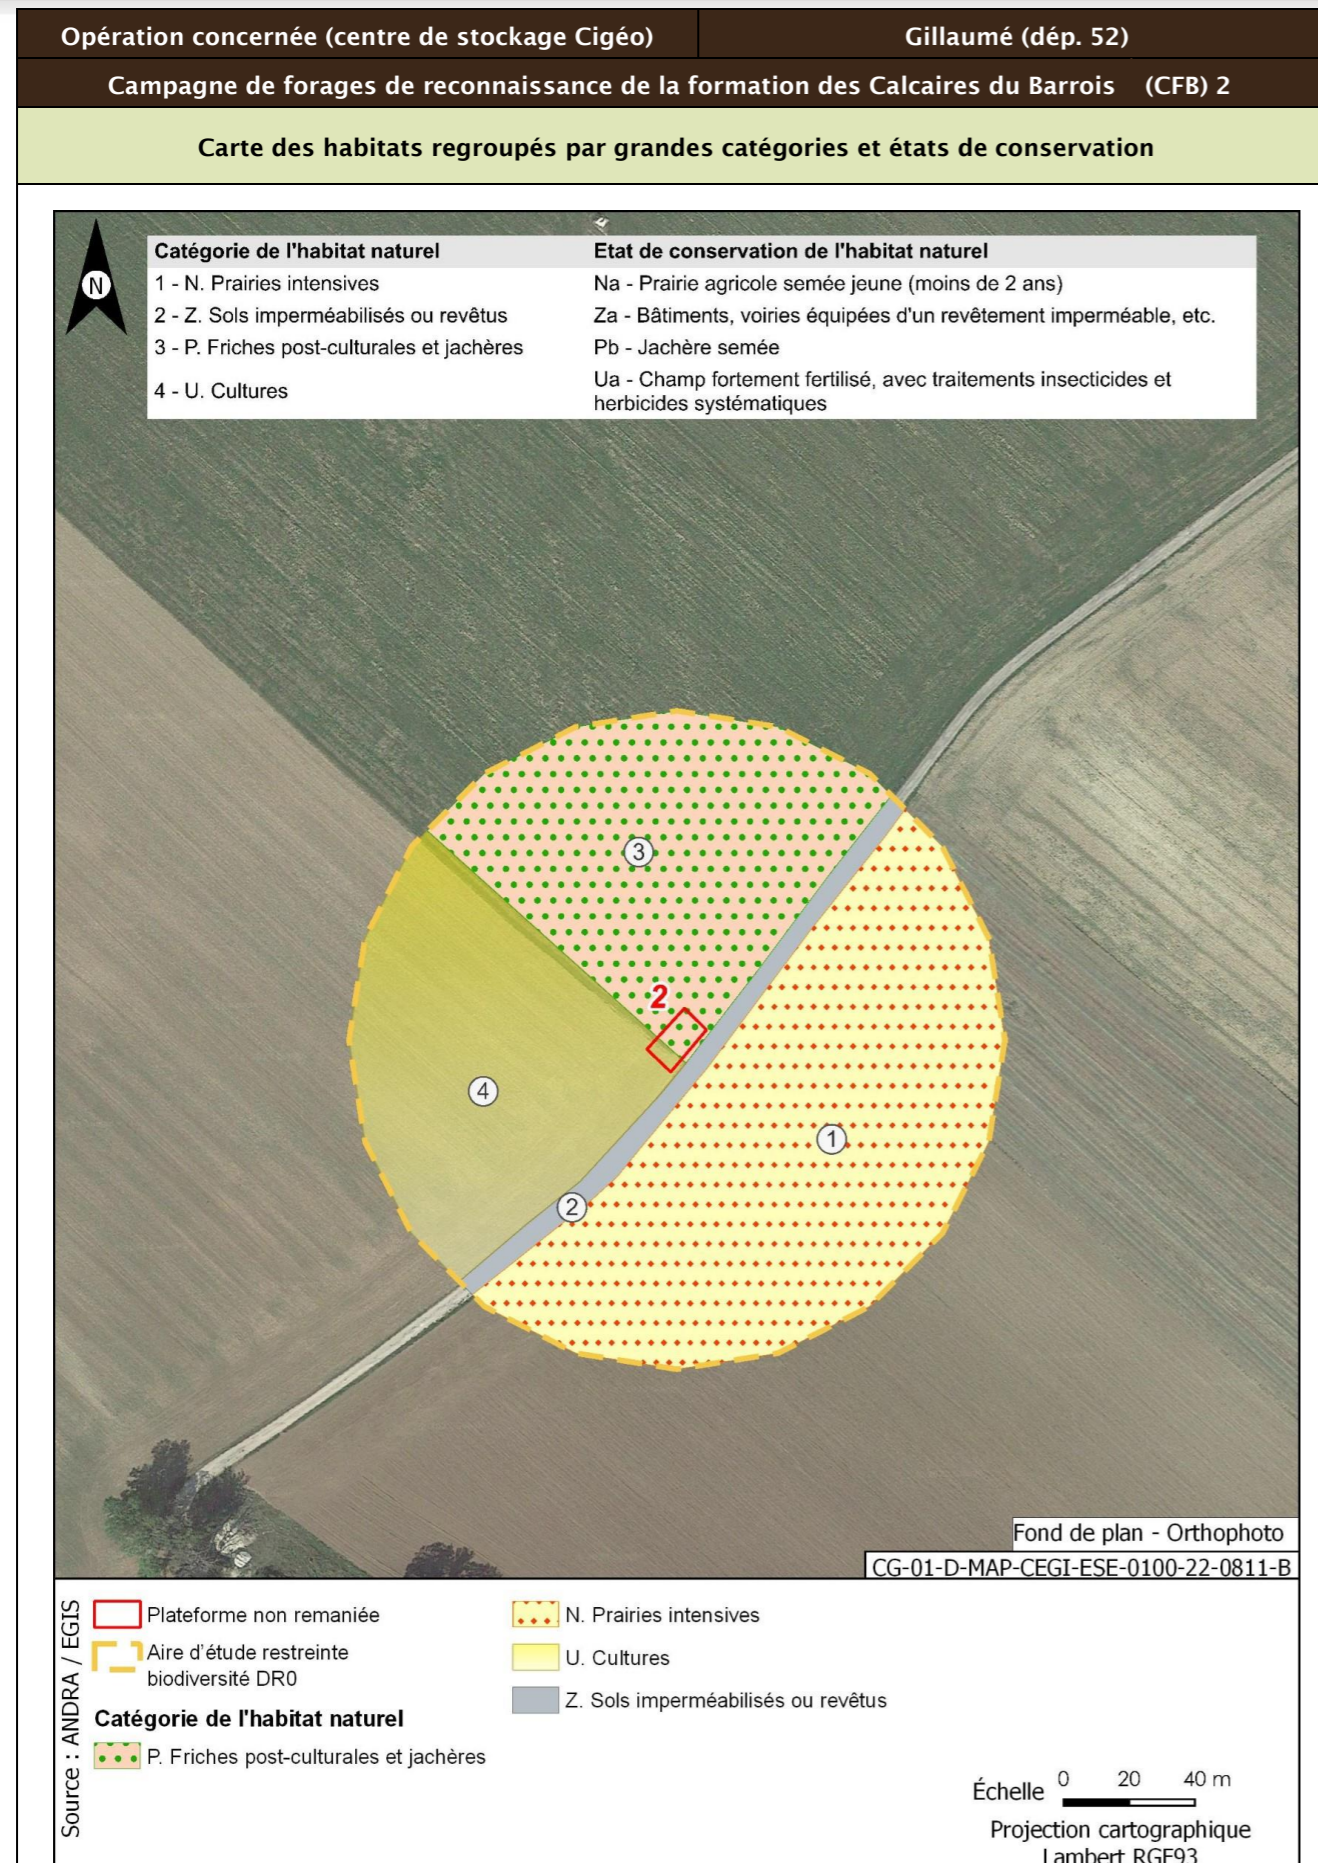 Opération concernée (centre de stockage Cigéo)
Gillaumé (dép. 52)
Campagne de forages de reconnaissance de la formation des Calcaires du Barrois (CFB) 2
Carte des habitats regroupés par grandes catégories et états de conservation
N
Catégorie de l'habitat naturel
Etat de conservation de l'habitat naturel
1 - N. Prairies intensives
Na - Prairie agricole semée jeune (moins de 2 ans)
2 - Z. Sols imperméabilisés ou revêtus
Za - Bâtiments, voiries équipées d'un revêtement imperméable, etc.
3 - P. Friches post-culturales et jachères
Pb - Jachère semée
4 - U. Cultures
Ua - Champ fortement fertilisé, avec traitements insecticides et
herbicides systématiques
3
2
4
1
2
Fond de plan - Orthophoto
CG-01-D-MAP-CEGI-ESE-0100-22-0811-B
Source : ANDRA / EGIS
Plateforme non remaniée
Aire d'étude restreinte
biodiversité DR0
Catégorie de l'habitat naturel
P. Friches post-culturales et jachères
N. Prairies intensives
U. Cultures
Z. Sols imperméabilisés ou revêtus
Échelle 0 20 40 m
Projection cartographique
Lambert RGF93